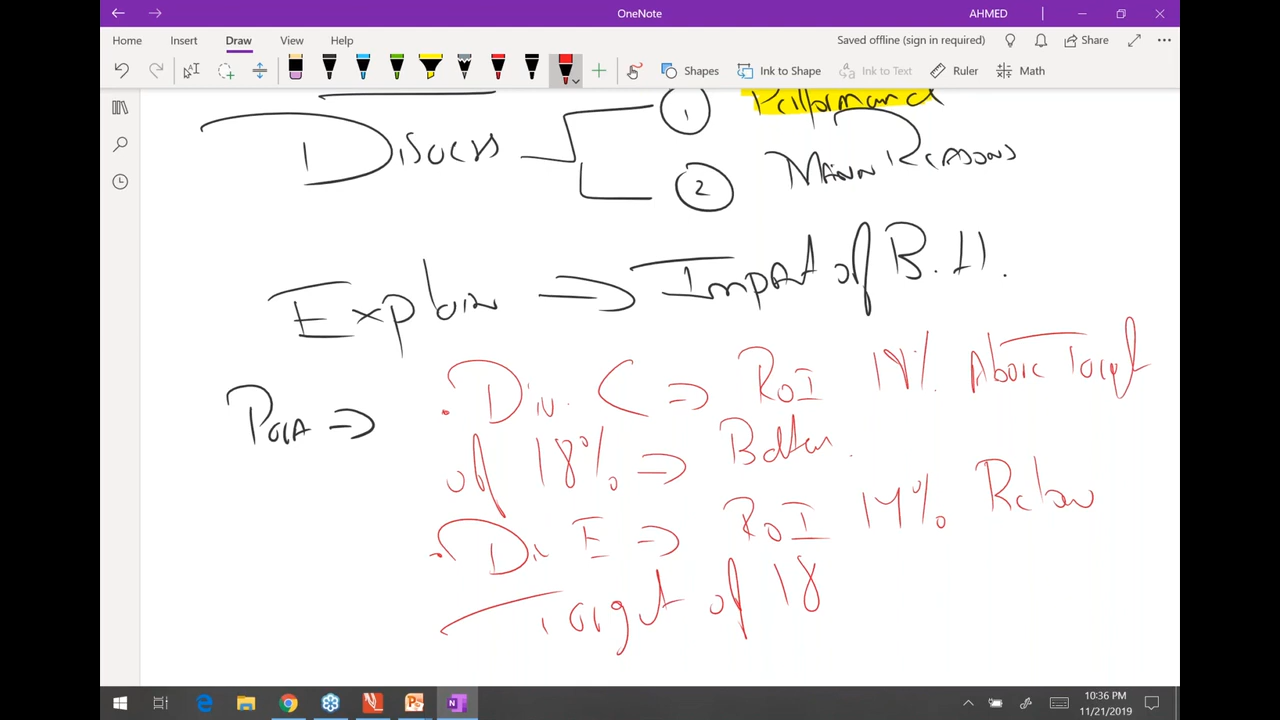 OneNote
AHMED
Home Insert Draw View Help
Saved offline (sign in required) Share
Shapes Ink to Shape Ink to Text Ruler Math
1 Performance
Discuss
2 Main Reasons
Explain ⇒ Impact of B.H.
⇒ . Div. C ⇒ ROI 19% Above Target
of 18% ⇒ Better.
. Div E ⇒ ROI 14% Below
Target of 18
10:36 PM
11/21/2019